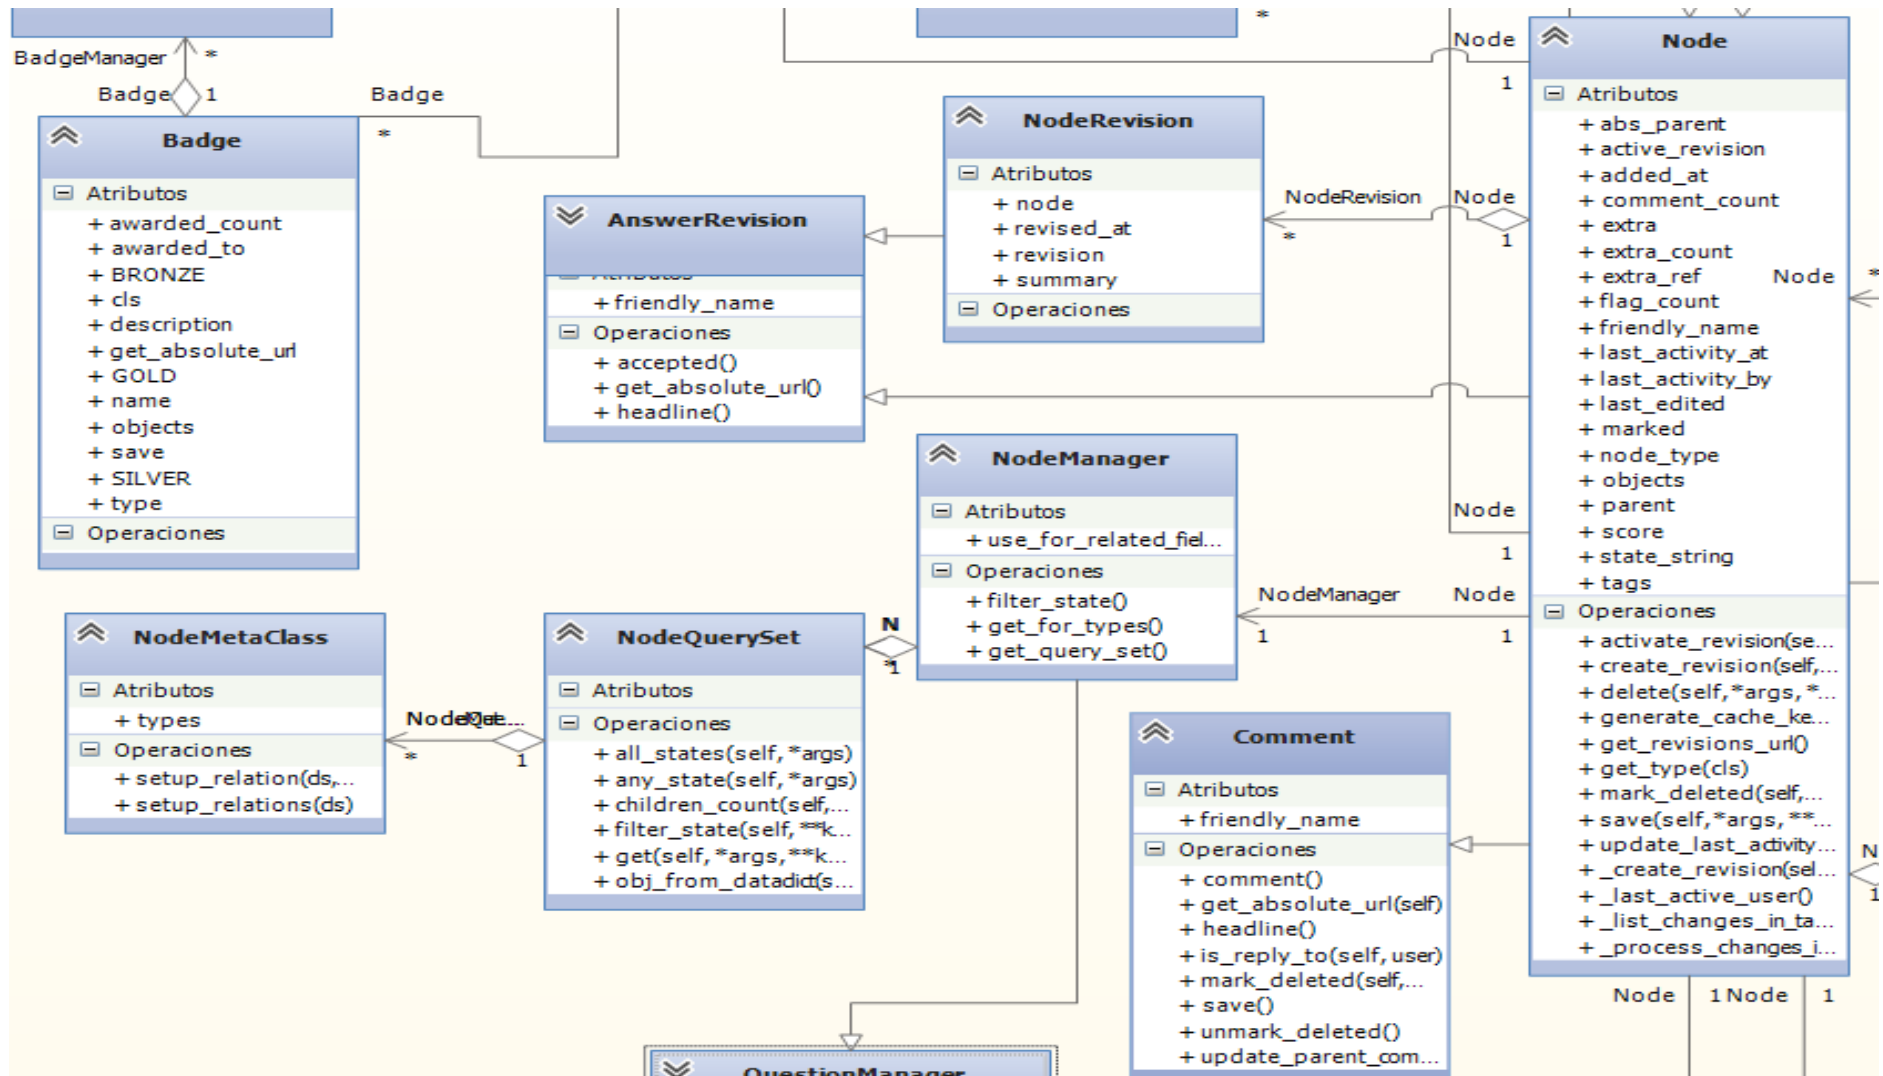 BadgeManager
*
Badge
1
Badge
*
Badge
Atributos
+ awarded_count
+ awarded_to
+ BRONZE
+ cls
+ description
+ get_absolute_url
+ GOLD
+ name
+ objects
+ save
+ SILVER
+ type
Operaciones
AnswerRevision
Atributos
+ friendly_name
Operaciones
+ accepted()
+ get_absolute_url()
+ headline()
*
NodeRevision
Atributos
+ node
+ revised_at
+ revision
+ summary
Operaciones
NodeRevision
*
Node
1
Node
1
Node
Atributos
+ abs_parent
+ active_revision
+ added_at
+ comment_count
+ extra
+ extra_count
+ extra_ref
+ flag_count
+ friendly_name
+ last_activity_at
+ last_activity_by
+ last_edited
+ marked
+ node_type
+ objects
+ parent
+ score
+ state_string
+ tags
Operaciones
+ activate_revision(se...
+ create_revision(self,...
+ delete(self, *args, *...
+ generate_cache_ke...
+ get_revisions_url()
+ get_type(cls)
+ mark_deleted(self,...
+ save(self, *args, **...
+ update_last_activity...
+ _create_revision(sel...
+ _last_active_user()
+ _list_changes_in_ta...
+ _process_changes_i...
Node
*
Node
1
NodeManager
1
Node
1
NodeManager
Atributos
+ use_for_related_fiel...
Operaciones
+ filter_state()
+ get_for_types()
+ get_query_set()
N
*
1
NodeMetaClass
Atributos
+ types
Operaciones
+ setup_relation(ds,...
+ setup_relations(ds)
*
1
NodeQuerySet
Atributos
Operaciones
+ all_states(self, *args)
+ any_state(self, *args)
+ children_count(self,...
+ filter_state(self, **k...
+ get(self, *args, **k...
+ obj_from_datadict(s...
Comment
Atributos
+ friendly_name
Operaciones
+ comment()
+ get_absolute_url(self)
+ headline()
+ is_reply_to(self, user)
+ mark_deleted(self,...
+ save()
+ unmark_deleted()
+ update_parent_com...
N
1
Node
1
Node
1
QuestionManager